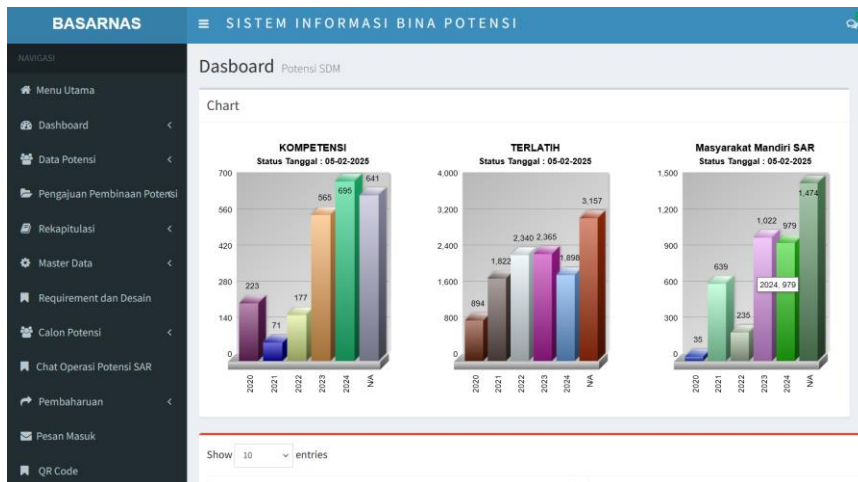 BASARNAS
SISTEM INFORMASI BINA POTENSI
NAVIGASI
Menu Utama
Dashboard
Data Potensi
Pengajuan Pembinaan Potensi
Rekapitulasi
Master Data
Requirement dan Desain
Calon Potensi
Chat Operasi Potensi SAR
Pembaharuan
Pesan Masuk
QR Code
Dasboard Potensi SDM
Chart
KOMPETENSI
Status Tanggal : 05-02-2025
700
560
420
280
140
0
223
71
177
565
695
641
2020
2021
2022
2023
2024
N/A
TERLATIH
Status Tanggal : 05-02-2025
4,000
3,200
2,400
1,600
800
0
894
1,822
2,340
2,365
1,898
3,157
2020
2021
2022
2023
2024
N/A
Masyarakat Mandiri SAR
Status Tanggal : 05-02-2025
1,500
1,200
900
600
300
0
35
639
235
1,022
979
1,474
2024, 979
2020
2021
2022
2023
2024
N/A
Show 10 entries